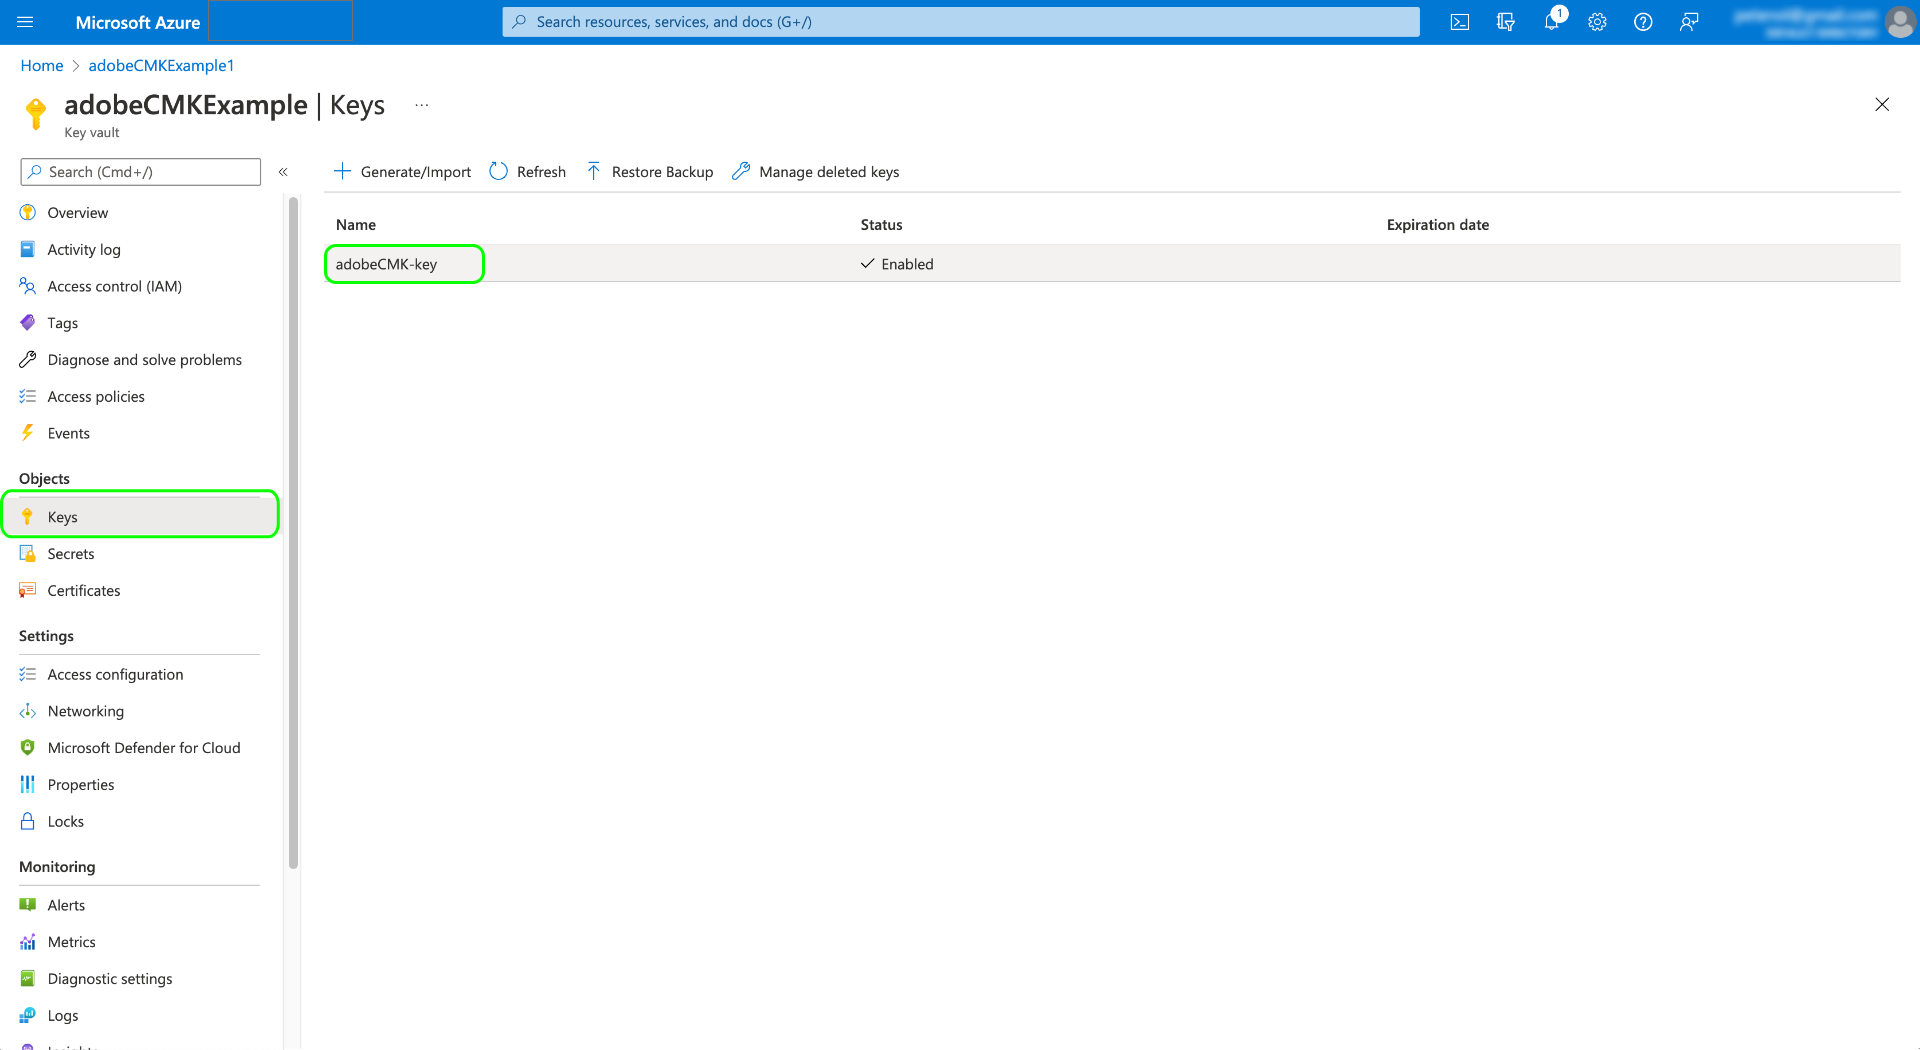 Microsoft Azure
Search resources, services, and docs (G+/)
1
Home > adobeCMKExample1
adobeCMKExample | Keys ...
Key vault
Search (Cmd+/)
«
Generate/Import
Refresh
Restore Backup
Manage deleted keys
Name
Status
Expiration date
adobeCMK-key
Enabled
Overview
Activity log
Access control (IAM)
Tags
Diagnose and solve problems
Access policies
Events
Objects
Keys
Secrets
Certificates
Settings
Access configuration
Networking
Microsoft Defender for Cloud
Properties
Locks
Monitoring
Alerts
Metrics
Diagnostic settings
Logs